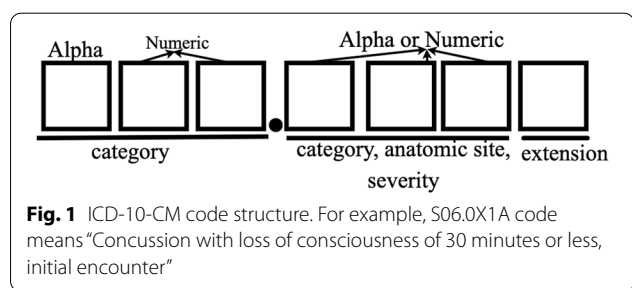 Alpha
Numeric
Alpha or Numeric
category
category, anatomic site,
severity
extension
Fig. 1 ICD-10-CM code structure. For example, S06.0X1A code
means “Concussion with loss of consciousness of 30 minutes or less,
initial encounter”